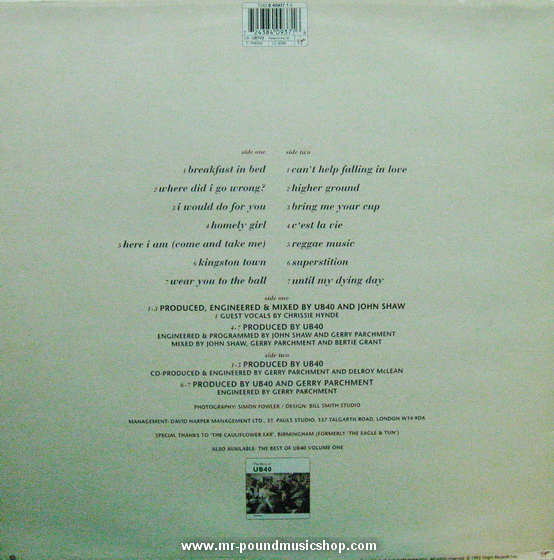 side one
1 breakfast in bed
2 where did i go wrong?
3 i would do for you
4 homely girl
5 here i am (come and take me)
6 kingston town
7 wear you to the ball
side two
1 can't help falling in love
2 higher ground
3 bring me your cup
4 c'est la vie
5 reggae music
6 superstition
7 until my dying day
side one
1-3 PRODUCED, ENGINEERED & MIXED BY UB40 AND JOHN SHAW
1 GUEST VOCALS BY CHRISSIE HYNDE
4-7 PRODUCED BY UB40
ENGINEERED & PROGRAMMED BY JOHN SHAW AND GERRY PARCHMENT
MIXED BY JOHN SHAW, GERRY PARCHMENT AND BERTIE GRANT
side two
1-5 PRODUCED BY UB40
CO-PRODUCED & ENGINEERED BY GERRY PARCHMENT AND DELROY McLEAN
6-7 PRODUCED BY UB40 AND GERRY PARCHMENT
ENGINEERED BY GERRY PARCHMENT
PHOTOGRAPHY: SIMON FOWLER / DESIGN: BILL SMITH STUDIO
MANAGEMENT: DAVID HARPER MANAGEMENT LTD., ST. PAULS STUDIO, 137 TALGARTH ROAD, LONDON W14 9DA
SPECIAL THANKS TO 'THE CAULIFLOWER EAR', BIRMINGHAM (FORMERLY 'THE EAGLE & TUN')
ALSO AVAILABLE: THE BEST OF UB40 VOLUME ONE
The Best of
UB40
www.mr-poundmusicshop.com